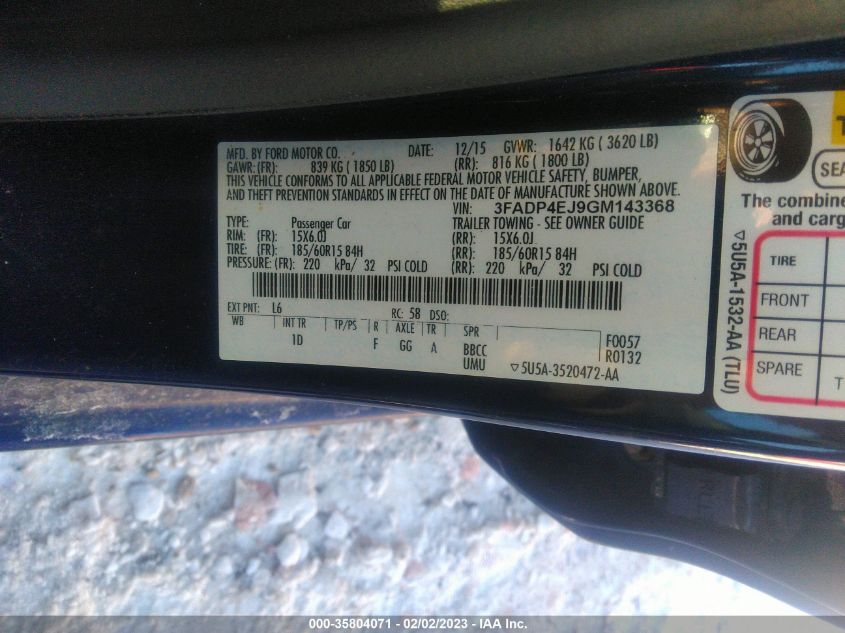 MFD. BY FORD MOTOR CO. DATE: 12/15 GVWR: 1642 KG ( 3620 LB)
GAWR: (FR): 839 KG ( 1850 LB) (RR): 816 KG ( 1800 LB)
THIS VEHICLE CONFORMS TO ALL APPLICABLE FEDERAL MOTOR VEHICLE SAFETY, BUMPER,
AND THEFT PREVENTION STANDARDS IN EFFECT ON THE DATE OF MANUFACTURE SHOWN ABOVE.
VIN: 3FADP4EJ9GM143368
TYPE: Passenger Car TRAILER TOWING - SEE OWNER GUIDE
RIM: (FR): 15X6.0J (RR): 15X6.0J
TIRE: (FR): 185/60R15 84H (RR): 185/60R15 84H
PRESSURE: (FR): 220 kPa/ 32 PSI COLD (RR): 220 kPa/ 32 PSI COLD
EXT PNT: L6 RC: 58 DSO:
WB INT TR TP/PS R AXLE TR SPR
1D F GG A BBCC
UMU
F0057
R0132
▽5U5A-3520472-AA
▽5U5A-1532-AA (TLU)
T
SEA
The combine
and carg
TIRE
FRONT
REAR
SPARE
T
000-35804071 - 02/02/2023 - IAA Inc.